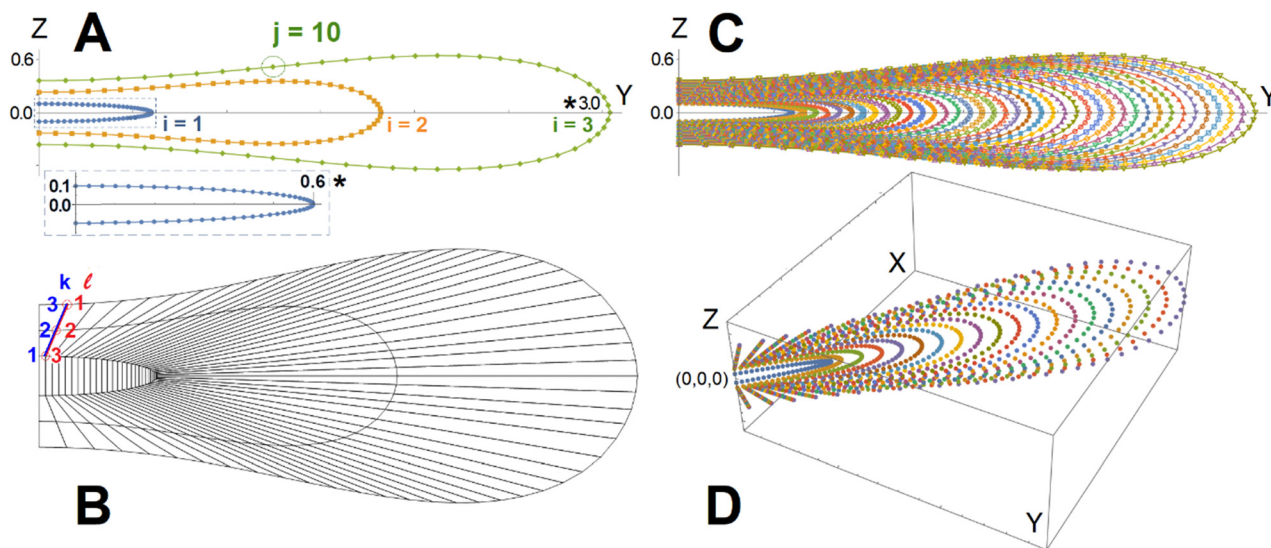 A
Z
0.6
0.0
j = 10
Y
* 3.0
i = 1
i = 2
i = 3
0.1
0.0
0.6 *
B
k ℓ
3 1
2 2
1 3
C
Z
0.6
0.0
Y
D
X
Z
(0,0,0)
Y